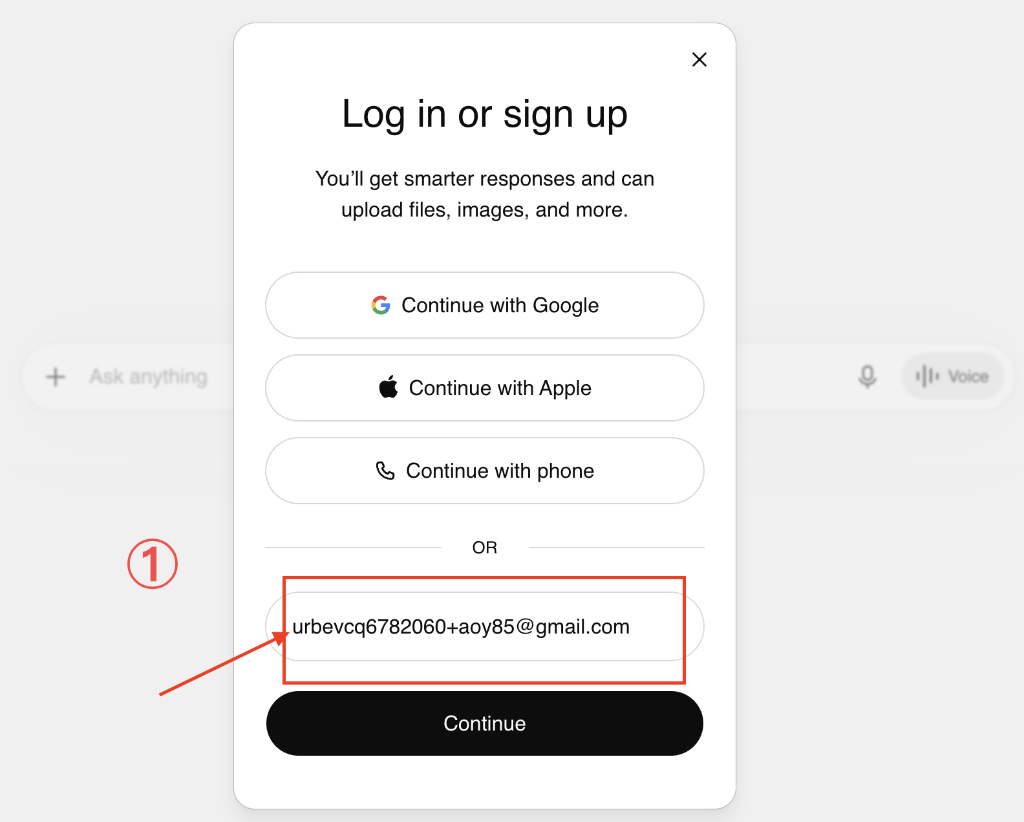 Log in or sign up
You’ll get smarter responses and can
upload files, images, and more.
Continue with Google
Continue with Apple
Ask anything
Voice
Continue with phone
OR
①
urbevcq6782060+aoy85@gmail.com
Continue